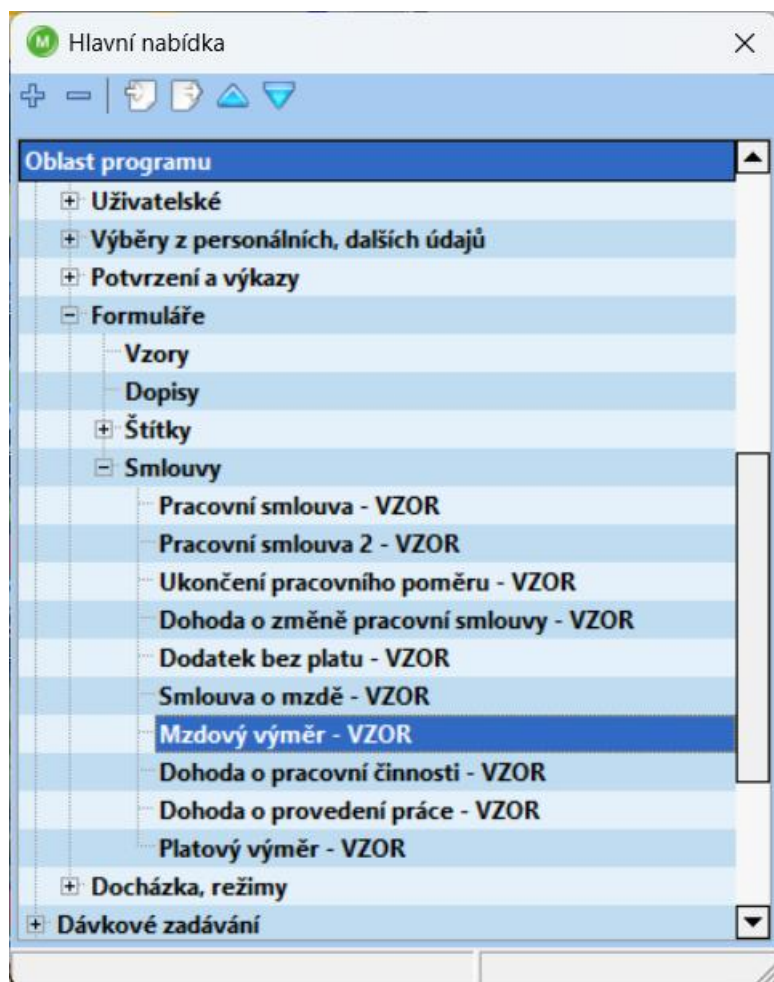 M Hlavní nabídka
Oblast programu
Uživatelské
Výběry z personálních, dalších údajů
Potvrzení a výkazy
Formuláře
Vzory
Dopisy
Štítky
Smlouvy
Pracovní smlouva - VZOR
Pracovní smlouva 2 - VZOR
Ukončení pracovního poměru - VZOR
Dohoda o změně pracovní smlouvy - VZOR
Dodatek bez platu - VZOR
Smlouva o mzdě - VZOR
Mzdový výměr - VZOR
Dohoda o pracovní činnosti - VZOR
Dohoda o provedení práce - VZOR
Platový výměr - VZOR
Docházka, režimy
Dávkové zadávání